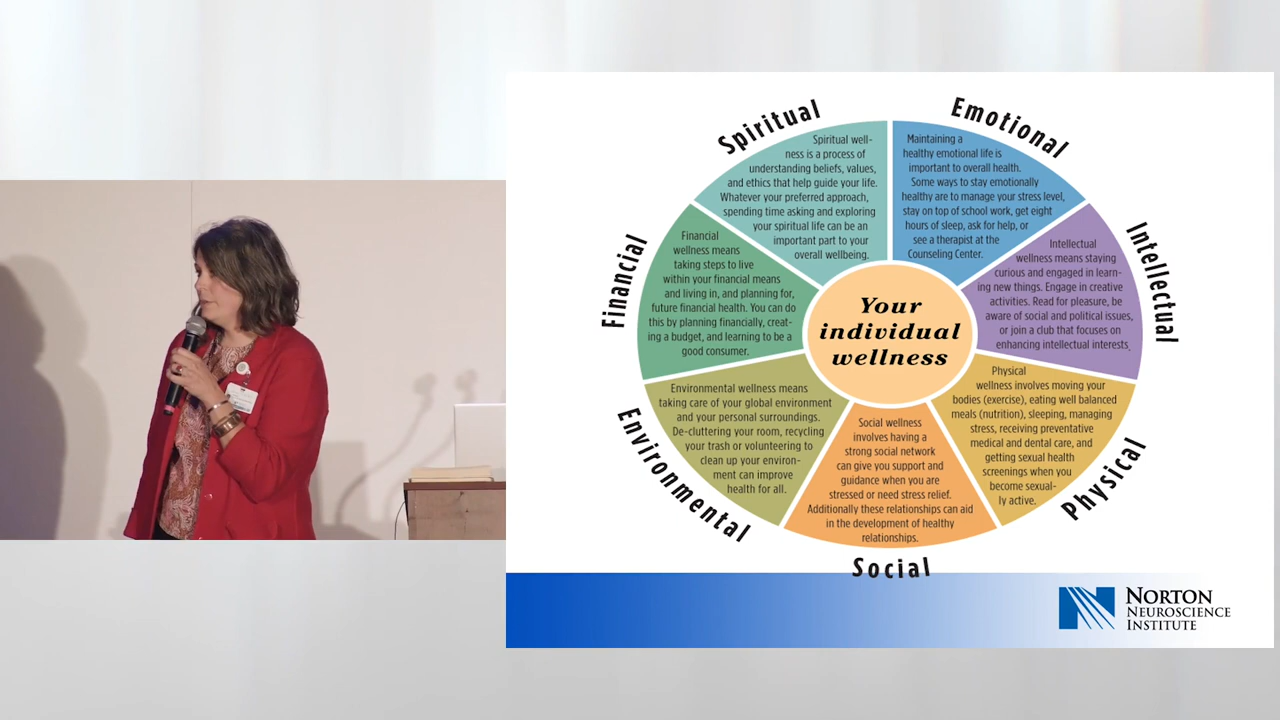 Spiritual
Spiritual well-
ness is a process of
understanding beliefs, values,
and ethics that help guide your life.
Whatever your preferred approach,
spending time asking and exploring
your spiritual life can be an
important part to your
overall wellbeing.
Emotional
Maintaining a
healthy emotional life is
important to overall health.
Some ways to stay emotionally
healthy are to manage your stress level,
stay on top of school work, get eight
hours of sleep, ask for help, or
see a therapist at the
Counseling Center.
Intellectual
Intellectual
wellness means staying
curious and engaged in learn-
ing new things. Engage in creative
activities. Read for pleasure, be
aware of social and political issues,
or join a club that focuses on
enhancing intellectual interests.
Physical
Physical
wellness involves moving your
bodies (exercise), eating well balanced
meals (nutrition), sleeping, managing
stress, receiving preventative
medical and dental care, and
getting sexual health
screenings when you
become sexual-
ly active.
Social wellness
involves having a
strong social network
can give you support and
guidance when you are
stressed or need stress relief.
Additionally these relationships can aid
in the development of healthy
relationships.
Social
Environmental
Environmental wellness means
taking care of your global environment
and your personal surroundings.
De-cluttering your room, recycling
your trash or volunteering to
clean up your environ-
ment can improve
health for all.
Financial
Financial
wellness means
taking steps to live
within your financial means
and living in, and planning for,
future financial health. You can do
this by planning financially, creat-
ing a budget, and learning to be a
good consumer.
Your
individual
wellness
NORTON
NEUROSCIENCE
INSTITUTE